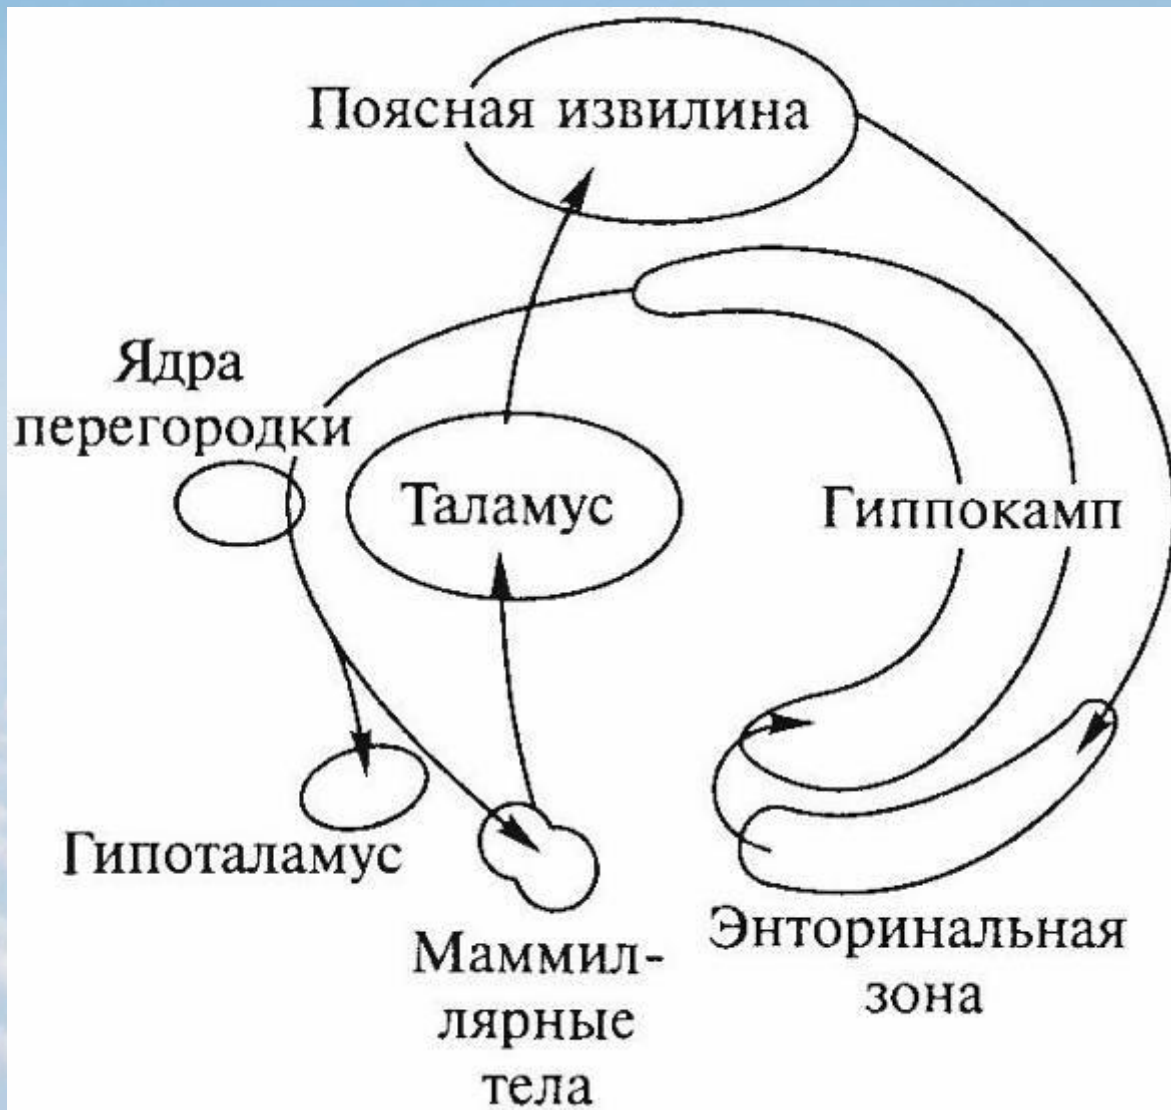 Поясная извилина
Ядра
перегородки
Таламус
Гиппокамп
Гипоталамус
Маммил-
лярные
тела
Энторинальная
зона